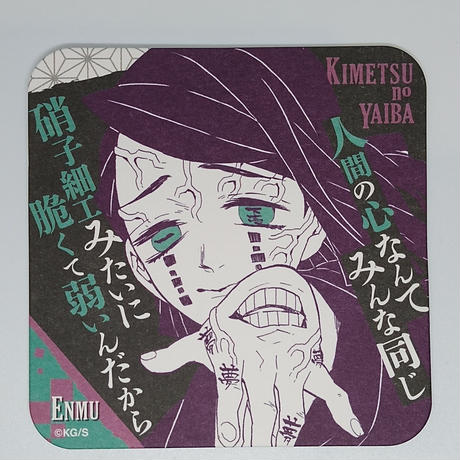 KIMETSU
no
YAIBA
人間の心なんて
みんな同じ
硝子細工
みたいに
脆くて弱いんだから
夢
ENMU
©KG/S